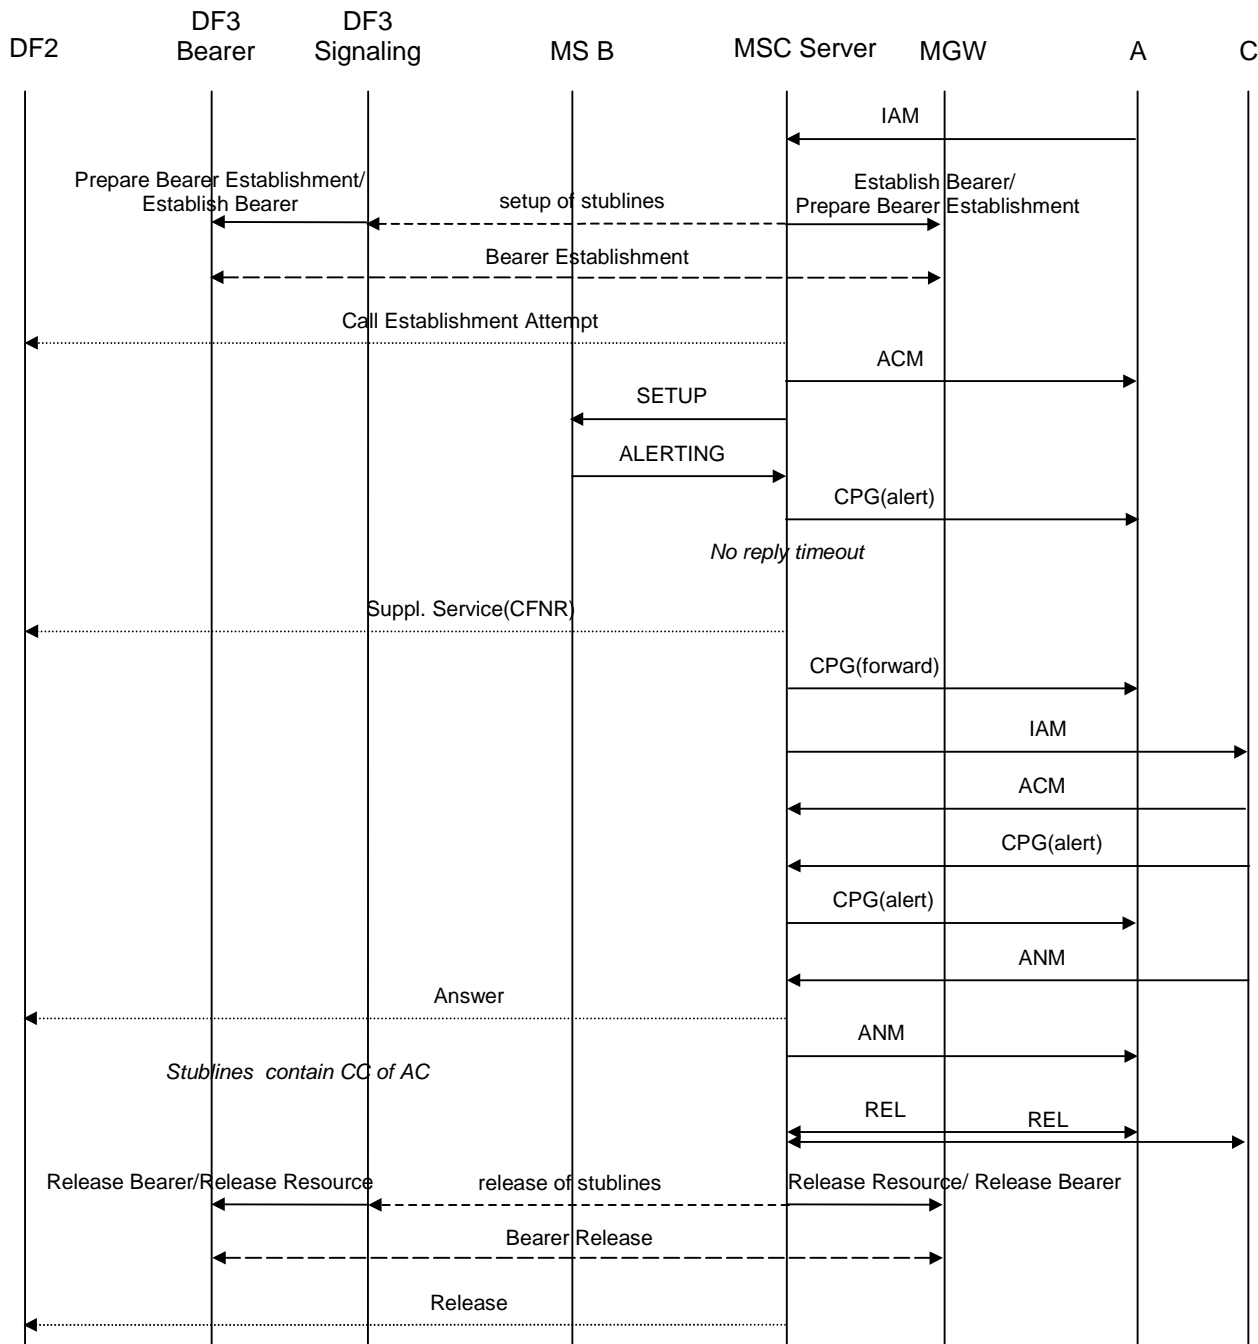 DF2
DF3
Bearer
DF3
Signaling
MS B
MSC Server
MGW
A
C
IAM
Prepare Bearer Establishment/
Establish Bearer
setup of stublines
Establish Bearer/
Prepare Bearer Establishment
Bearer Establishment
Call Establishment Attempt
ACM
SETUP
ALERTING
CPG(alert)
No reply timeout
Suppl. Service(CFNR)
CPG(forward)
IAM
ACM
CPG(alert)
CPG(alert)
ANM
Answer
ANM
Stublines contain CC of AC
REL
REL
Release Bearer/Release Resource
release of stublines
Release Resource/ Release Bearer
Bearer Release
Release